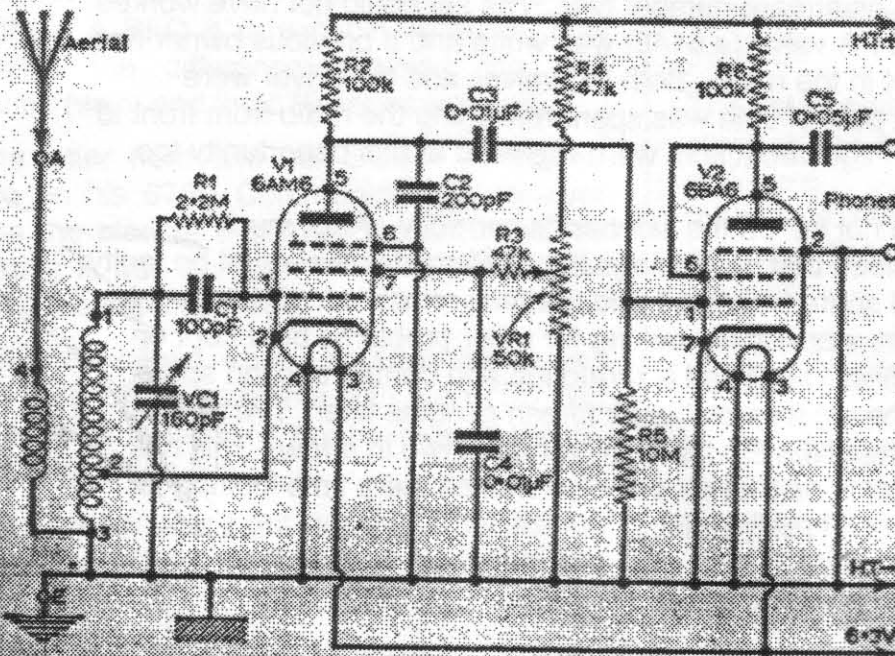 Aerial
A
HT+
R2
100k
C3
0·01µF
R4
47k
R6
100k
C5
0·05µF
R1
2·2M
V1
6AM6
5
C2
200pF
V2
6BA6
5
Phones
6
7
R3
47k
2
1
C1
100pF
1
2
6
1
7
VR1
50k
4
VC1
160pF
4
3
4
3
2
C4
0·01µF
R5
10M
3
E
HT−
6·3V